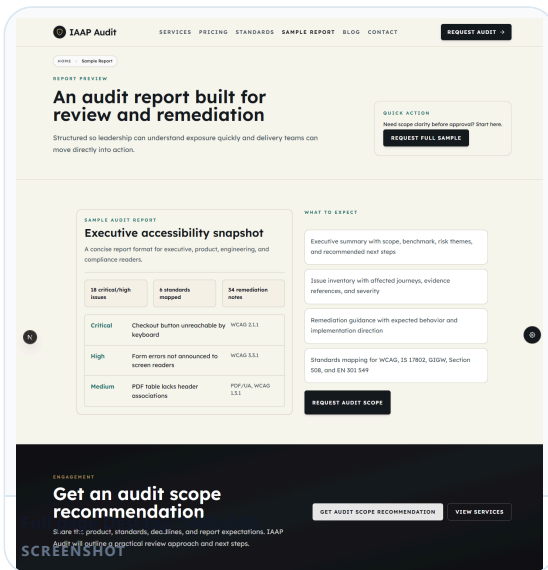 IAAP Audit
SERVICES PRICING STANDARDS SAMPLE REPORT BLOG CONTACT
REQUEST AUDIT →
HOME / Sample Report
REPORT PREVIEW
An audit report built for
review and remediation
Structured so leadership can understand exposure quickly and delivery teams can
move directly into action.
QUICK ACTION
Need scope clarity before approval? Start here.
REQUEST FULL SAMPLE
SAMPLE AUDIT REPORT
Executive accessibility snapshot
A concise report format for executive, product, engineering, and
compliance readers.
18 critical/high
issues
6 standards
mapped
34 remediation
notes
Critical Checkout button unreachable by WCAG 2.1.1
keyboard
High Form errors not announced to WCAG 3.3.1
screen readers
Medium PDF table lacks header PDF/UA, WCAG
associations 1.3.1
WHAT TO EXPECT
Executive summary with scope, benchmark, risk themes,
and recommended next steps
Issue inventory with affected journeys, evidence
references, and severity
Remediation guidance with expected behavior and
implementation direction
Standards mapping for WCAG, IS 17802, GIGW, Section
508, and EN 301 549
REQUEST AUDIT SCOPE
N
ENGAGEMENT
Get an audit scope
recommendation
Share the product, standards, deadlines, and report expectations. IAAP
Audit will outline a practical review approach and next steps.
GET AUDIT SCOPE RECOMMENDATION
VIEW SERVICES
SCREENSHOT